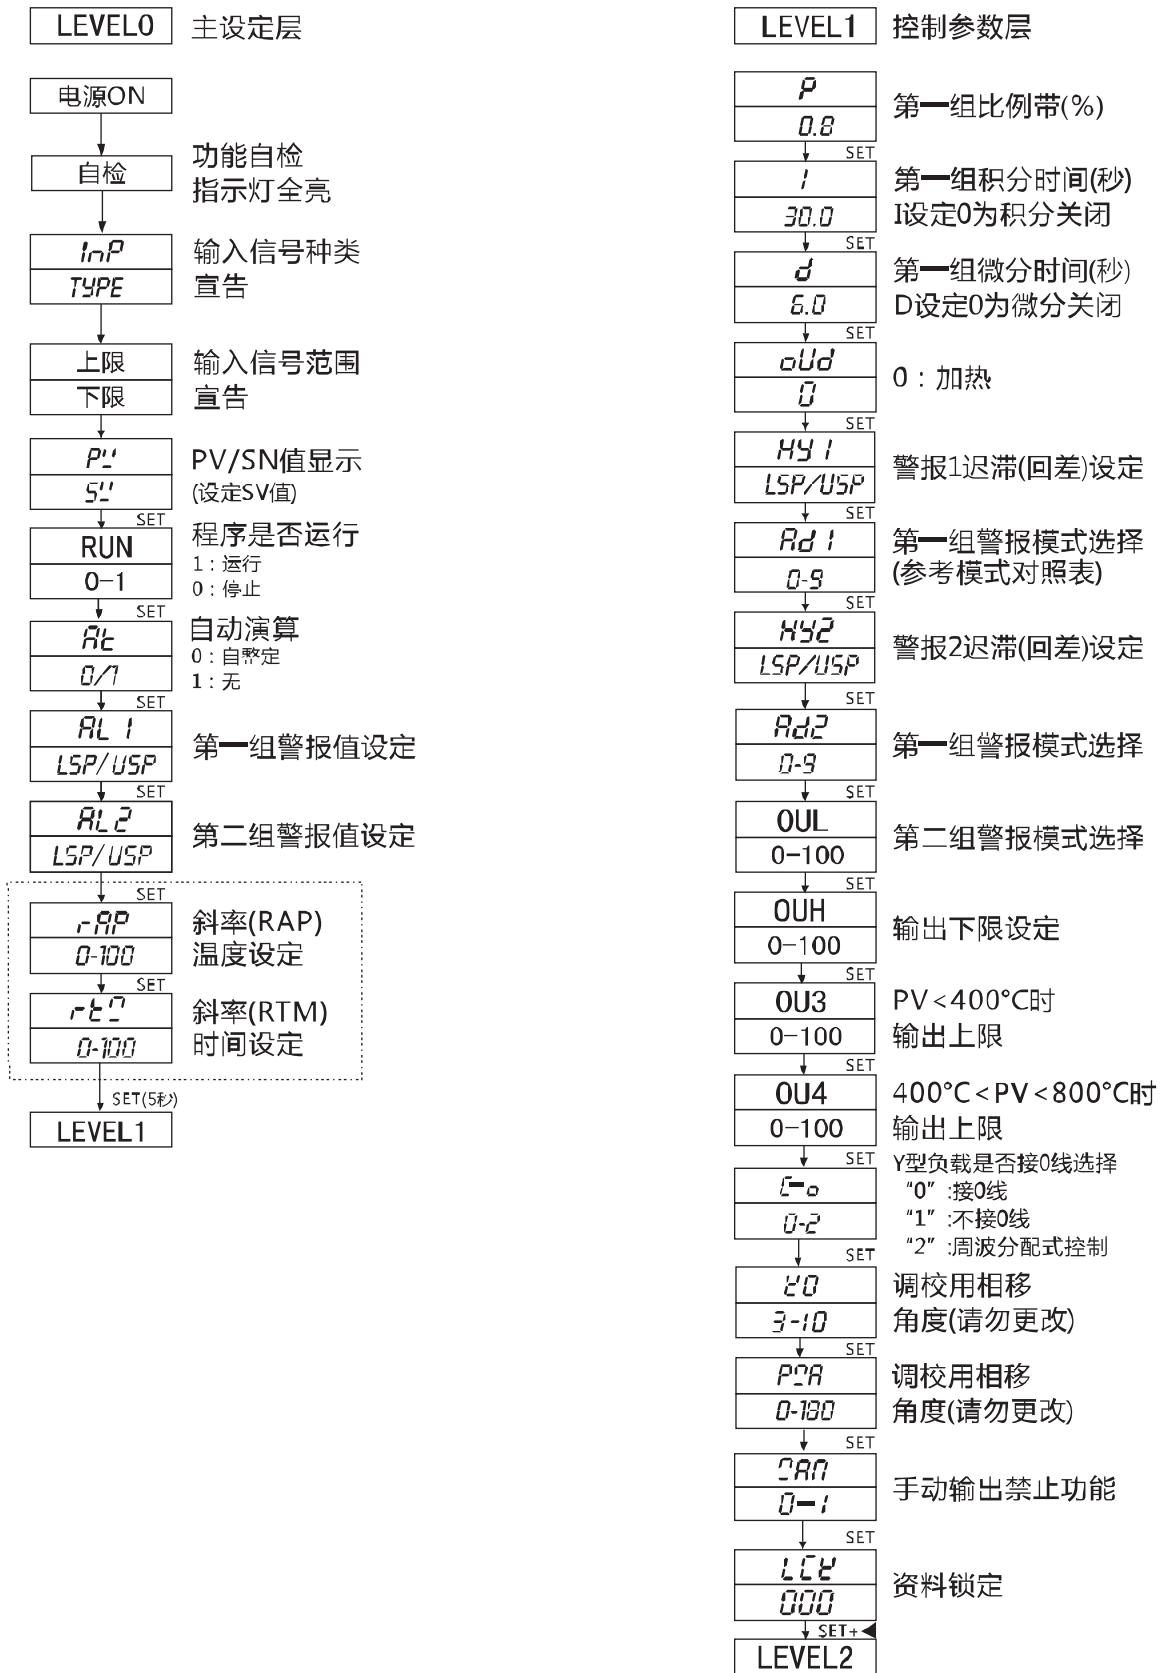 LEVEL0 主设定层
电源ON
自检
功能自检
指示灯全亮
InP
TYPE
输入信号种类
宣告
上限
下限
输入信号范围
宣告
PV
SV
PV/SN值显示
(设定SV值)
SET
RUN
0-1
程序是否运行
1：运行
0：停止
SET
At
0/1
自动演算
0：自整定
1：无
SET
AL1
LSP/USP
第一组警报值设定
SET
AL2
LSP/USP
第二组警报值设定
SET
rAP
0-100
斜率(RAP)
温度设定
SET
rtM
0-100
斜率(RTM)
时间设定
SET(5秒)
LEVEL1
LEVEL1 控制参数层
P
0.8
第一组比例带(%)
SET
I
30.0
第一组积分时间(秒)
I设定0为积分关闭
SET
d
6.0
第一组微分时间(秒)
D设定0为微分关闭
SET
oUd
0
0：加热
SET
HY1
LSP/USP
警报1迟滞(回差)设定
SET
Ad1
0-9
第一组警报模式选择
(参考模式对照表)
SET
HY2
LSP/USP
警报2迟滞(回差)设定
SET
Ad2
0-9
第一组警报模式选择
SET
OUL
0-100
第二组警报模式选择
SET
OUH
0-100
输出下限设定
SET
OU3
0-100
PV<400°C时
输出上限
SET
OU4
0-100
400°C<PV<800°C时
输出上限
SET
C-o
0-2
Y型负载是否接0线选择
“0” :接0线
“1” :不接0线
“2” :周波分配式控制
SET
K0
3-10
调校用相移
角度(请勿更改)
SET
PMA
0-180
调校用相移
角度(请勿更改)
SET
MAN
0-1
手动输出禁止功能
SET
LCK
000
资料锁定
SET+◀
LEVEL2